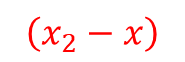 (𝑥₂ − 𝑥)